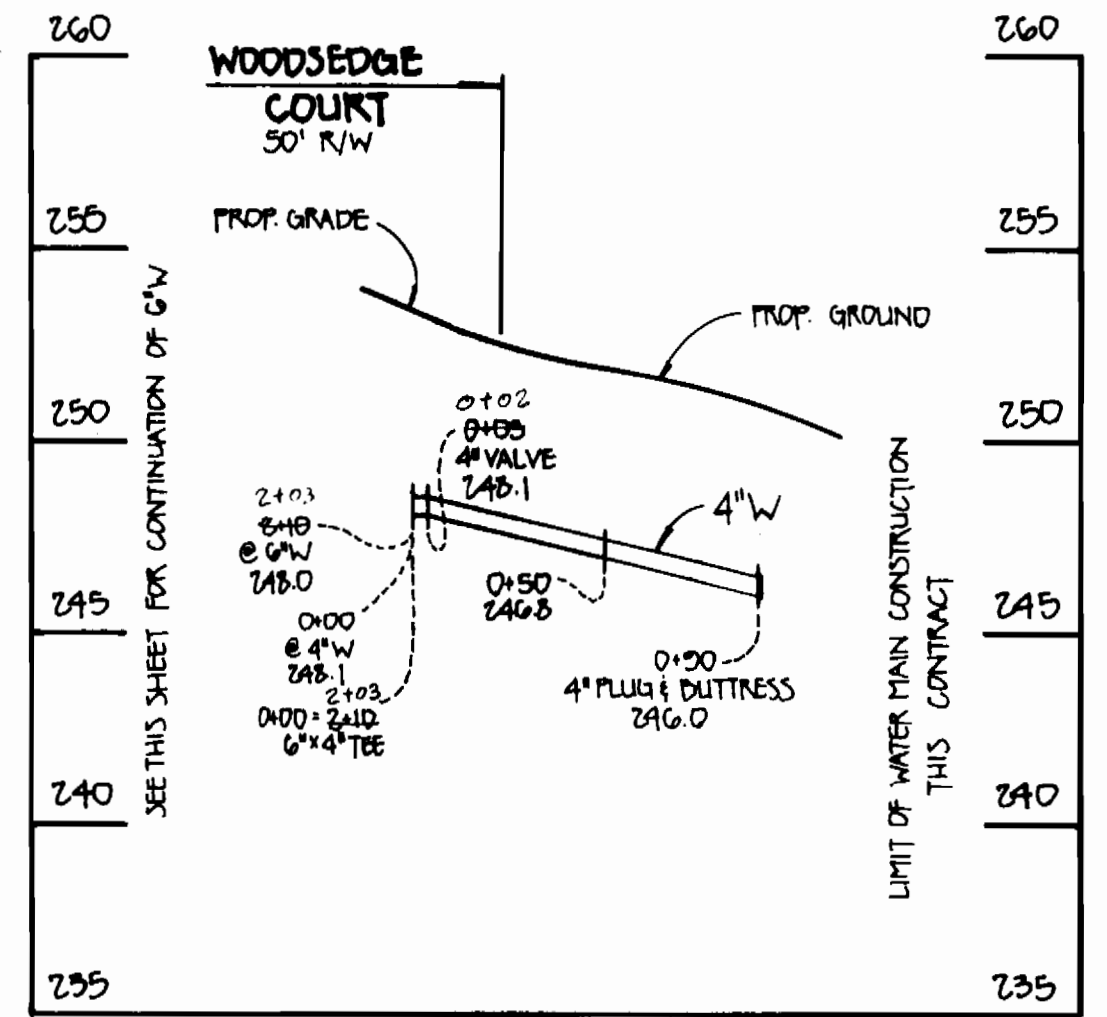 260
260
WOODSEDGE
COURT
50' R/W
255
255
PROP. GRADE
PROP. GROUND
SEE THIS SHEET FOR CONTINUATION OF 6"W
250
250
0+02
0+03
4" VALVE
248.1
4"W
2+03
@ 6"W
248.0
0+50
246.8
245
245
0+00
@ 4"W
248.1
0+90
4" PLUG & BUTTRESS
246.0
2+03
0+00 = 2+10
6"x4" TEE
LIMIT OF WATER MAIN CONSTRUCTION
THIS CONTRACT
240
240
235
235